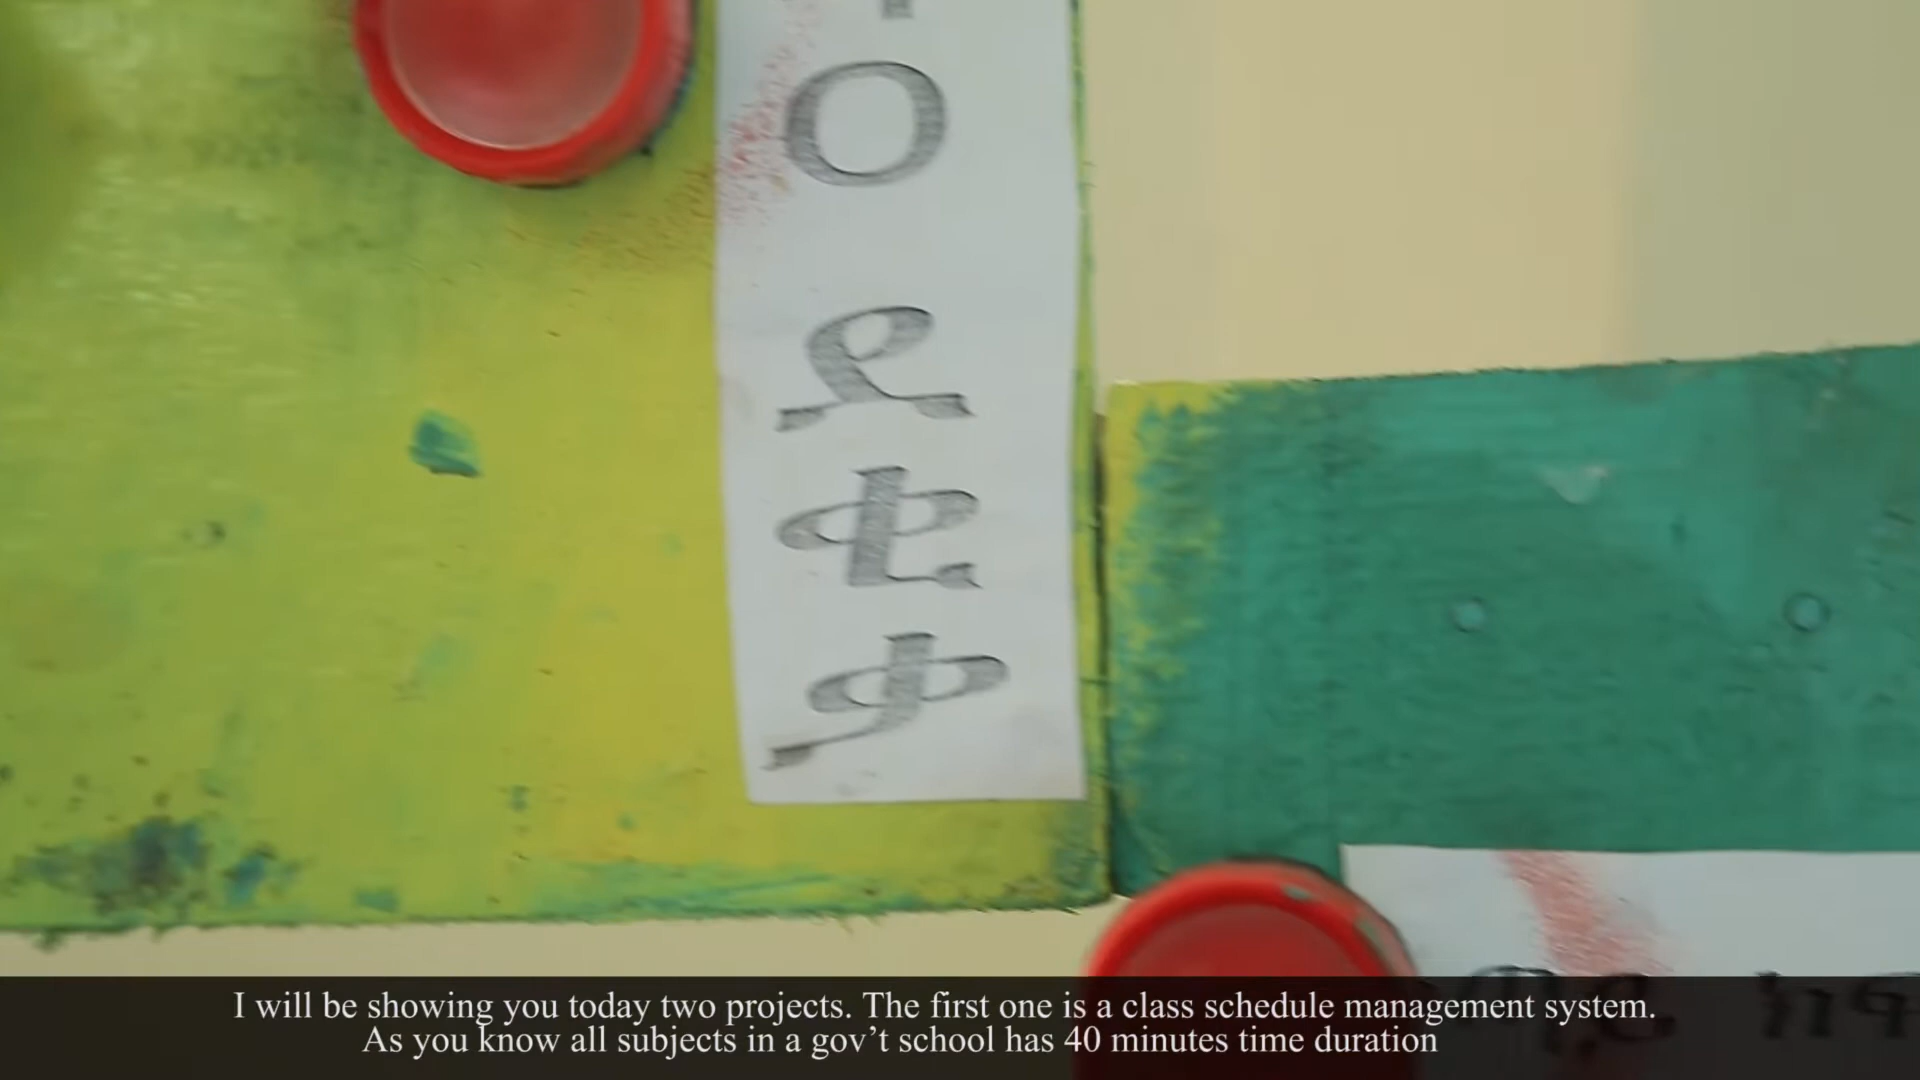 ዐ
ቂ
ቃ
I will be showing you today two projects. The first one is a class schedule management system.
As you know all subjects in a gov’t school has 40 minutes time duration